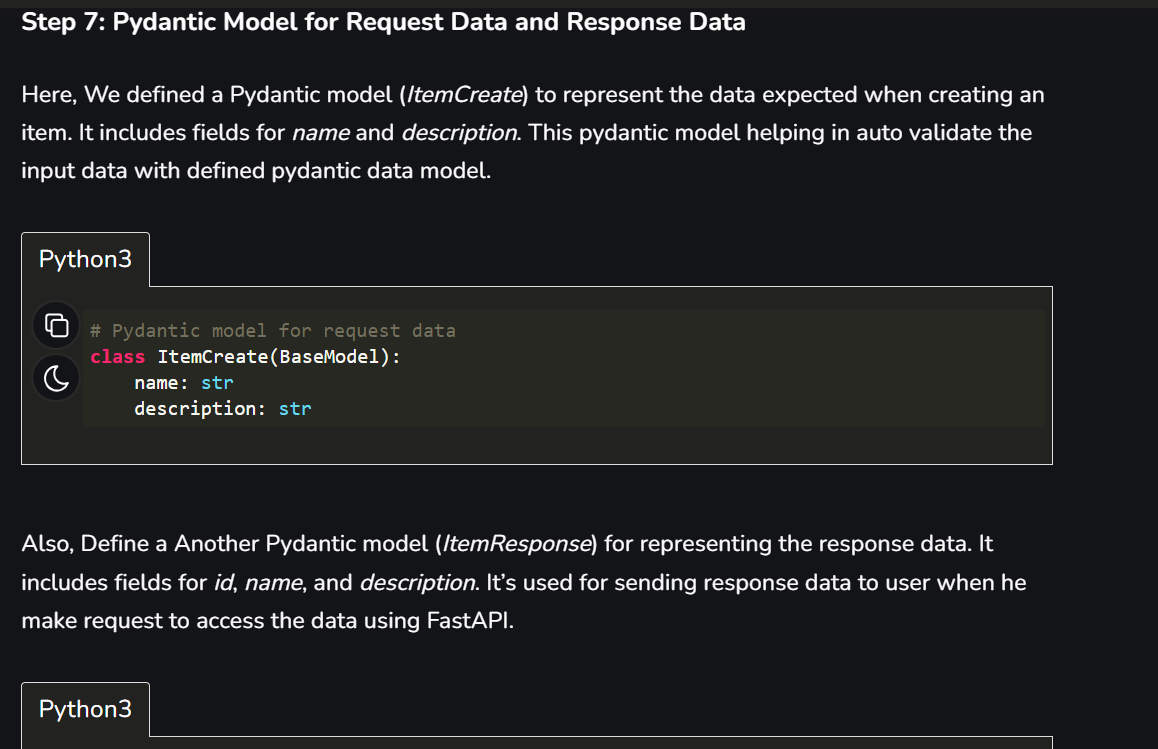 Step 7: Pydantic Model for Request Data and Response Data
Here, We defined a Pydantic model (ItemCreate) to represent the data expected when creating an
item. It includes fields for name and description. This pydantic model helping in auto validate the
input data with defined pydantic data model.
Python3
# Pydantic model for request data
class ItemCreate(BaseModel):
    name: str
    description: str
Also, Define a Another Pydantic model (ItemResponse) for representing the response data. It
includes fields for id, name, and description. It’s used for sending response data to user when he
make request to access the data using FastAPI.
Python3